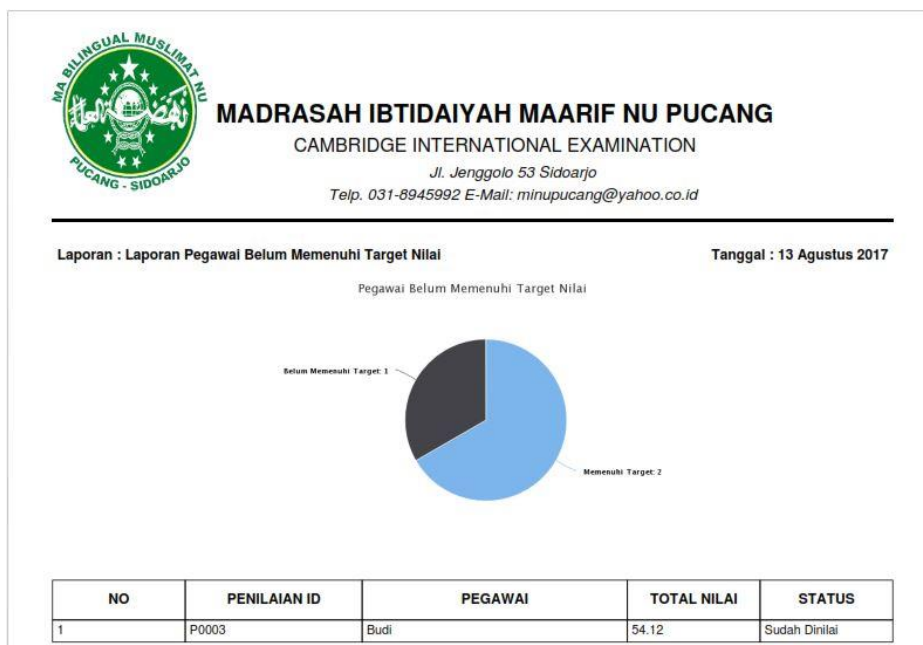 MA BILINGUAL MUSLIMAT NU
PUCANG - SIDOARJO
MADRASAH IBTIDAIYAH MAARIF NU PUCANG
CAMBRIDGE INTERNATIONAL EXAMINATION
Jl. Jenggolo 53 Sidoarjo
Telp. 031-8945992 E-Mail: minupucang@yahoo.co.id
Laporan : Laporan Pegawai Belum Memenuhi Target Nilai Tanggal : 13 Agustus 2017
Pegawai Belum Memenuhi Target Nilai
Belum Memenuhi Target: 1
Memenuhi Target: 2
NO PENILAIAN ID PEGAWAI TOTAL NILAI STATUS
1 P0003 Budi 54.12 Sudah Dinilai